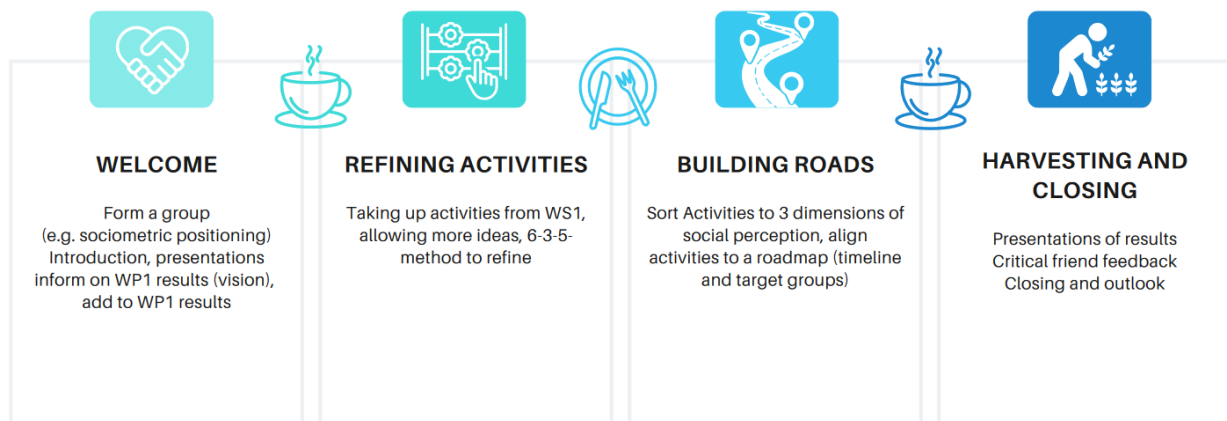 WELCOME
Form a group
(e.g. sociometric positioning)
Introduction, presentations
inform on WP1 results (vision),
add to WP1 results
REFINING ACTIVITIES
Taking up activities from WS1,
allowing more ideas, 6-3-5-
method to refine
BUILDING ROADS
Sort Activities to 3 dimensions of
social perception, align
activities to a roadmap (timeline
and target groups)
HARVESTING AND
CLOSING
Presentations of results
Critical friend feedback
Closing and outlook